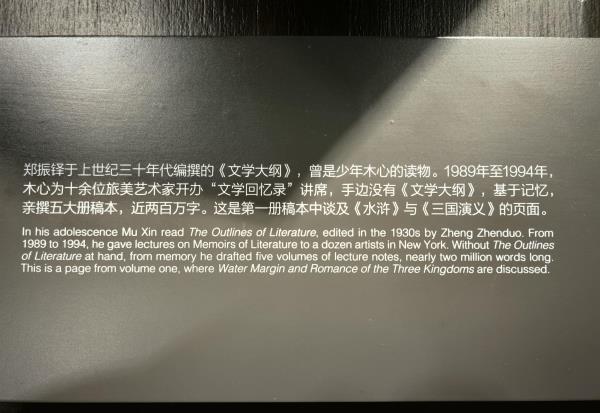 郑振铎于上世纪三十年代编撰的《文学大纲》，曾是少年木心的读物。1989年至1994年，
木心为十余位旅美艺术家开办“文学回忆录”讲席，手边没有《文学大纲》，基于记忆，
亲撰五大册稿本，近两百万字。这是第一册稿本中谈及《水浒》与《三国演义》的页面。
In his adolescence Mu Xin read The Outlines of Literature, edited in the 1930s by Zheng Zhenduo. From
1989 to 1994, he gave lectures on Memoirs of Literature to a dozen artists in New York. Without The Outlines
of Literature at hand, from memory he drafted five volumes of lecture notes, nearly two million words long.
This is a page from volume one, where Water Margin and Romance of the Three Kingdoms are discussed.